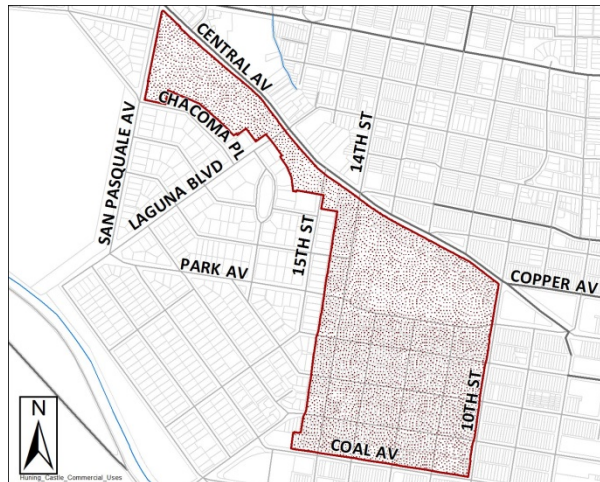 CENTRAL AV
CHACOMA PL
14TH ST
SAN PASQUALE AV
LAGUNA BLVD
15TH ST
PARK AV
COPPER AV
10TH ST
COAL AV
N
Huning_Castle_Commercial_Uses